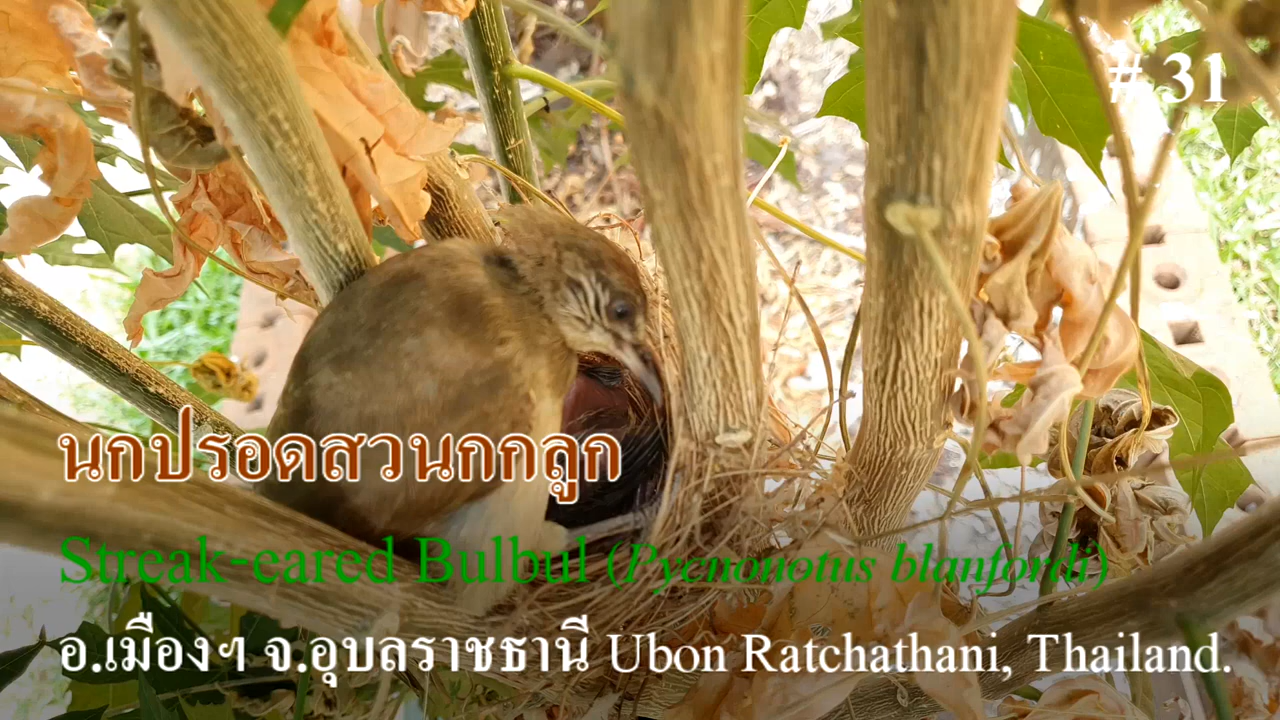 # 31
นกปรอดสวนกกลูก
Streak-eared Bulbul (Pycnonotus blanfordi)
อ.เมืองฯ จ.อุบลราชธานี Ubon Ratchathani, Thailand.